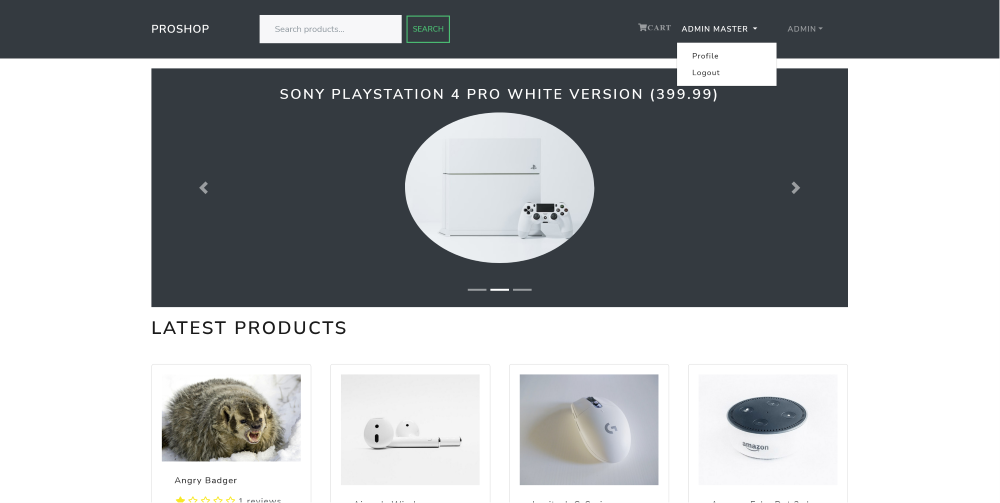 PROSHOP
Search products...
SEARCH
CART
ADMIN MASTER
ADMIN
Profile
Logout
SONY PLAYSTATION 4 PRO WHITE VERSION (399.99)
LATEST PRODUCTS
amazon
Angry Badger
1 reviews